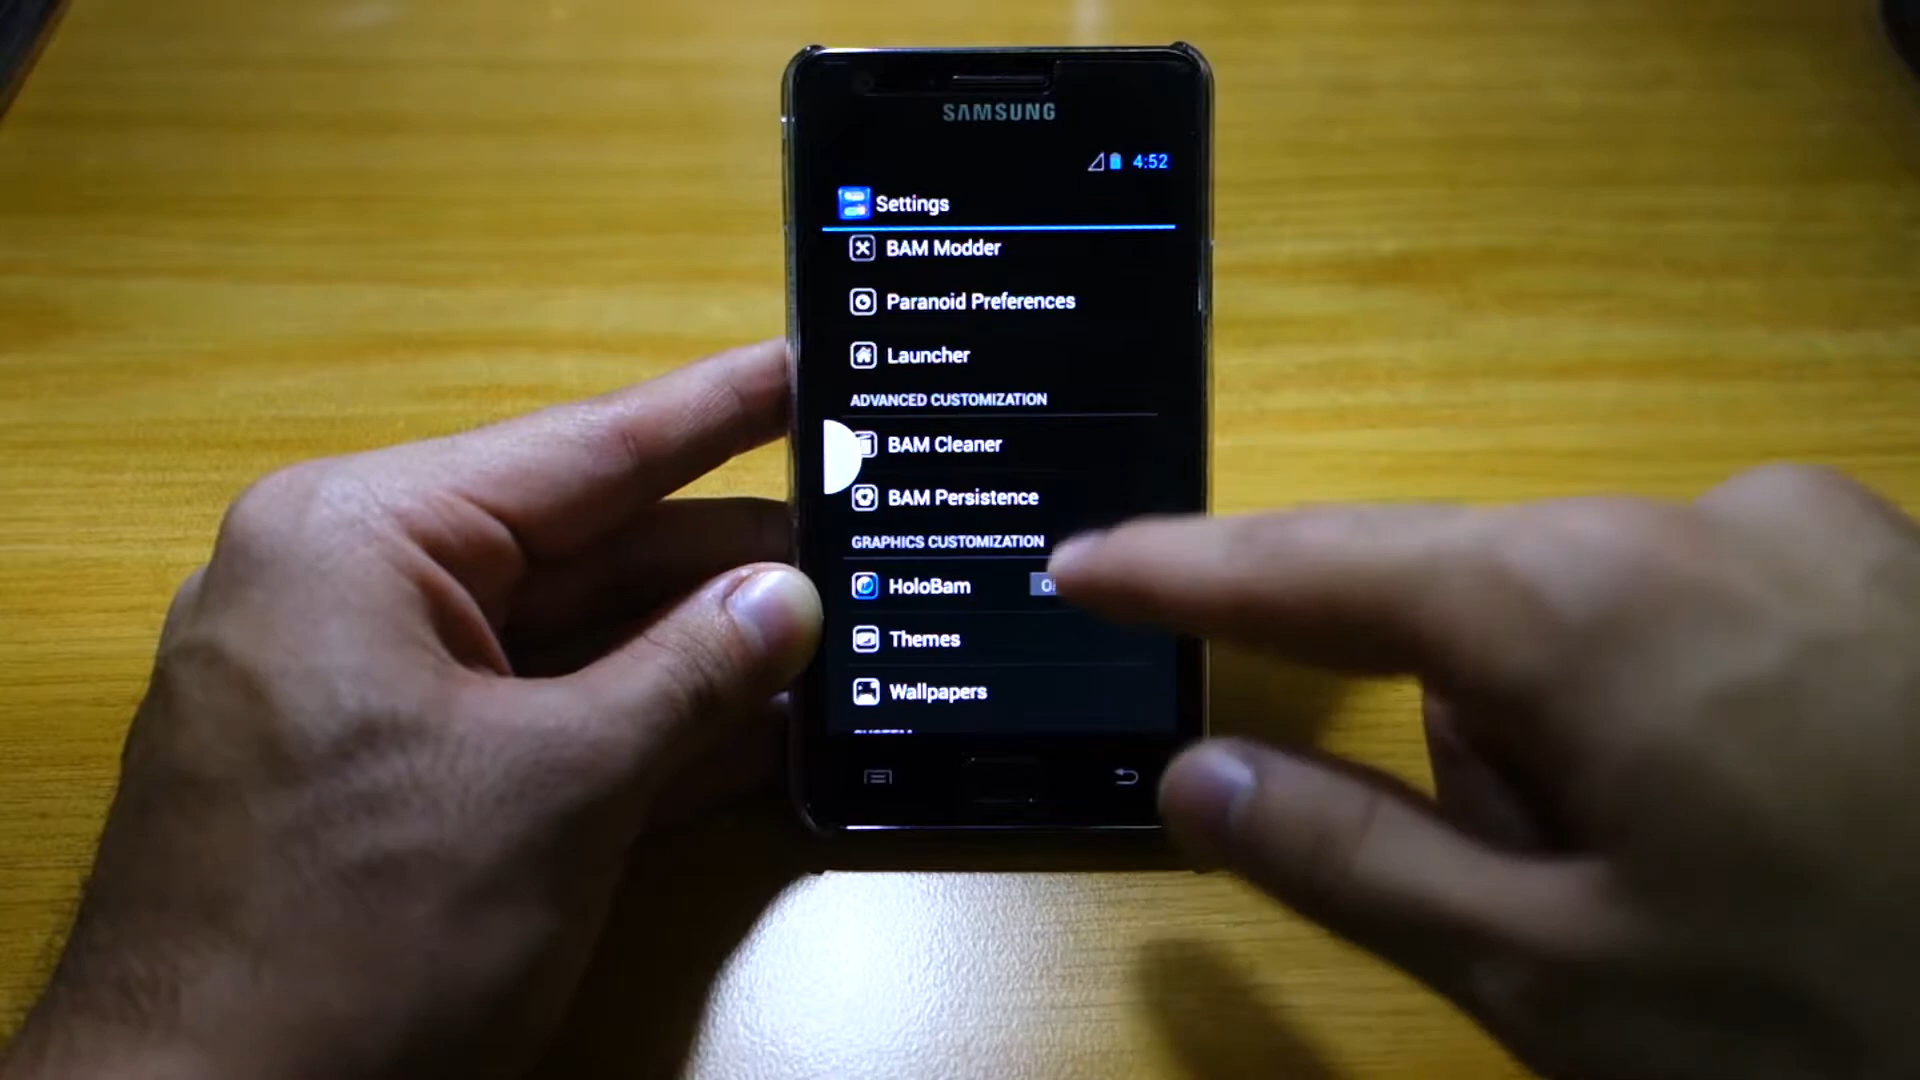 SAMSUNG
4:52
Settings
BAM Modder
Paranoid Preferences
Launcher
ADVANCED CUSTOMIZATION
BAM Cleaner
BAM Persistence
GRAPHICS CUSTOMIZATION
HoloBam
Themes
Wallpapers